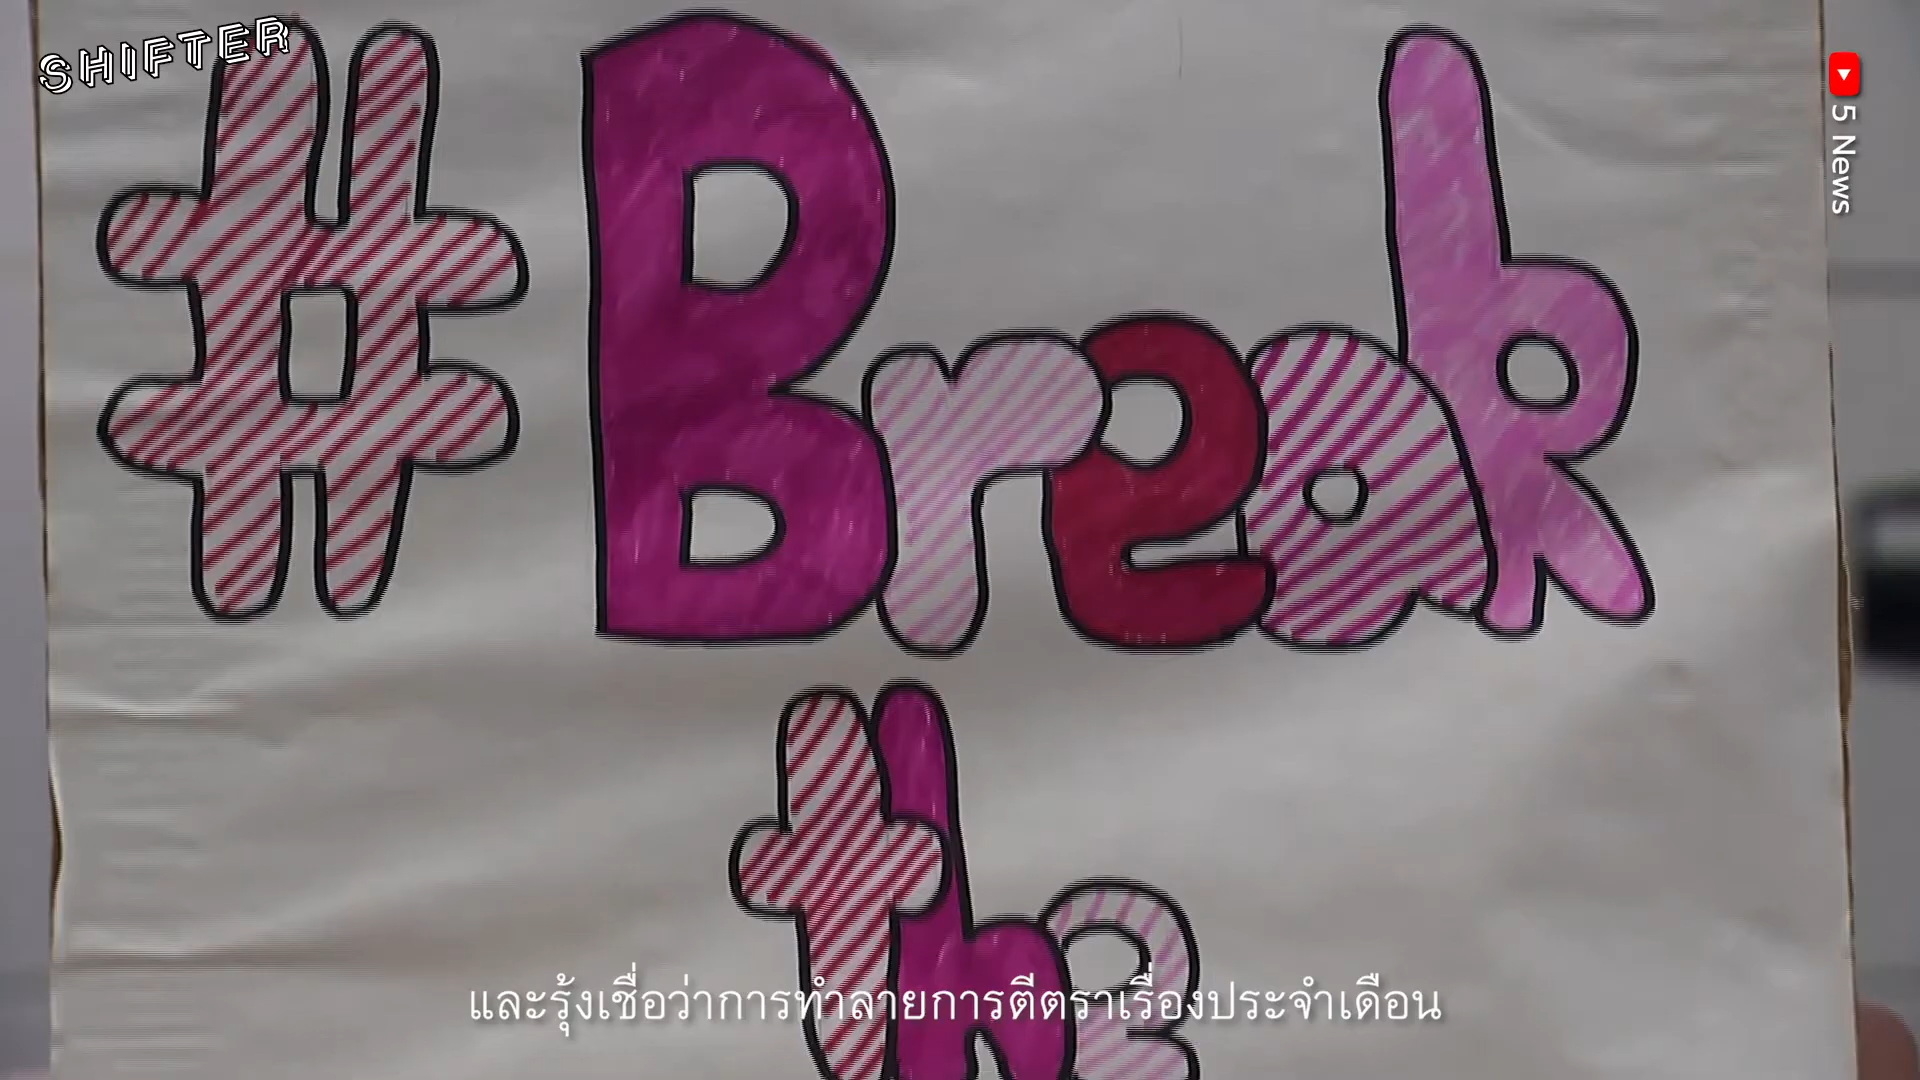 SHIFTER
5 News
#Break
the
และรุ้งเชื่อว่าการทำลายการตีตราเรื่องประจำเดือน